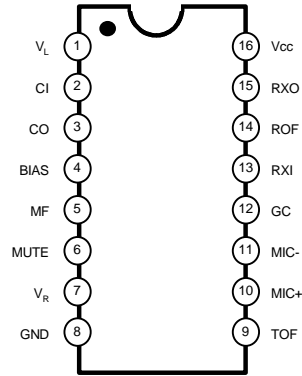 V_L 1 16 Vcc
CI 2 15 RXO
CO 3 14 ROF
BIAS 4 13 RXI
MF 5 12 GC
MUTE 6 11 MIC-
V_R 7 10 MIC+
GND 8 9 TOF